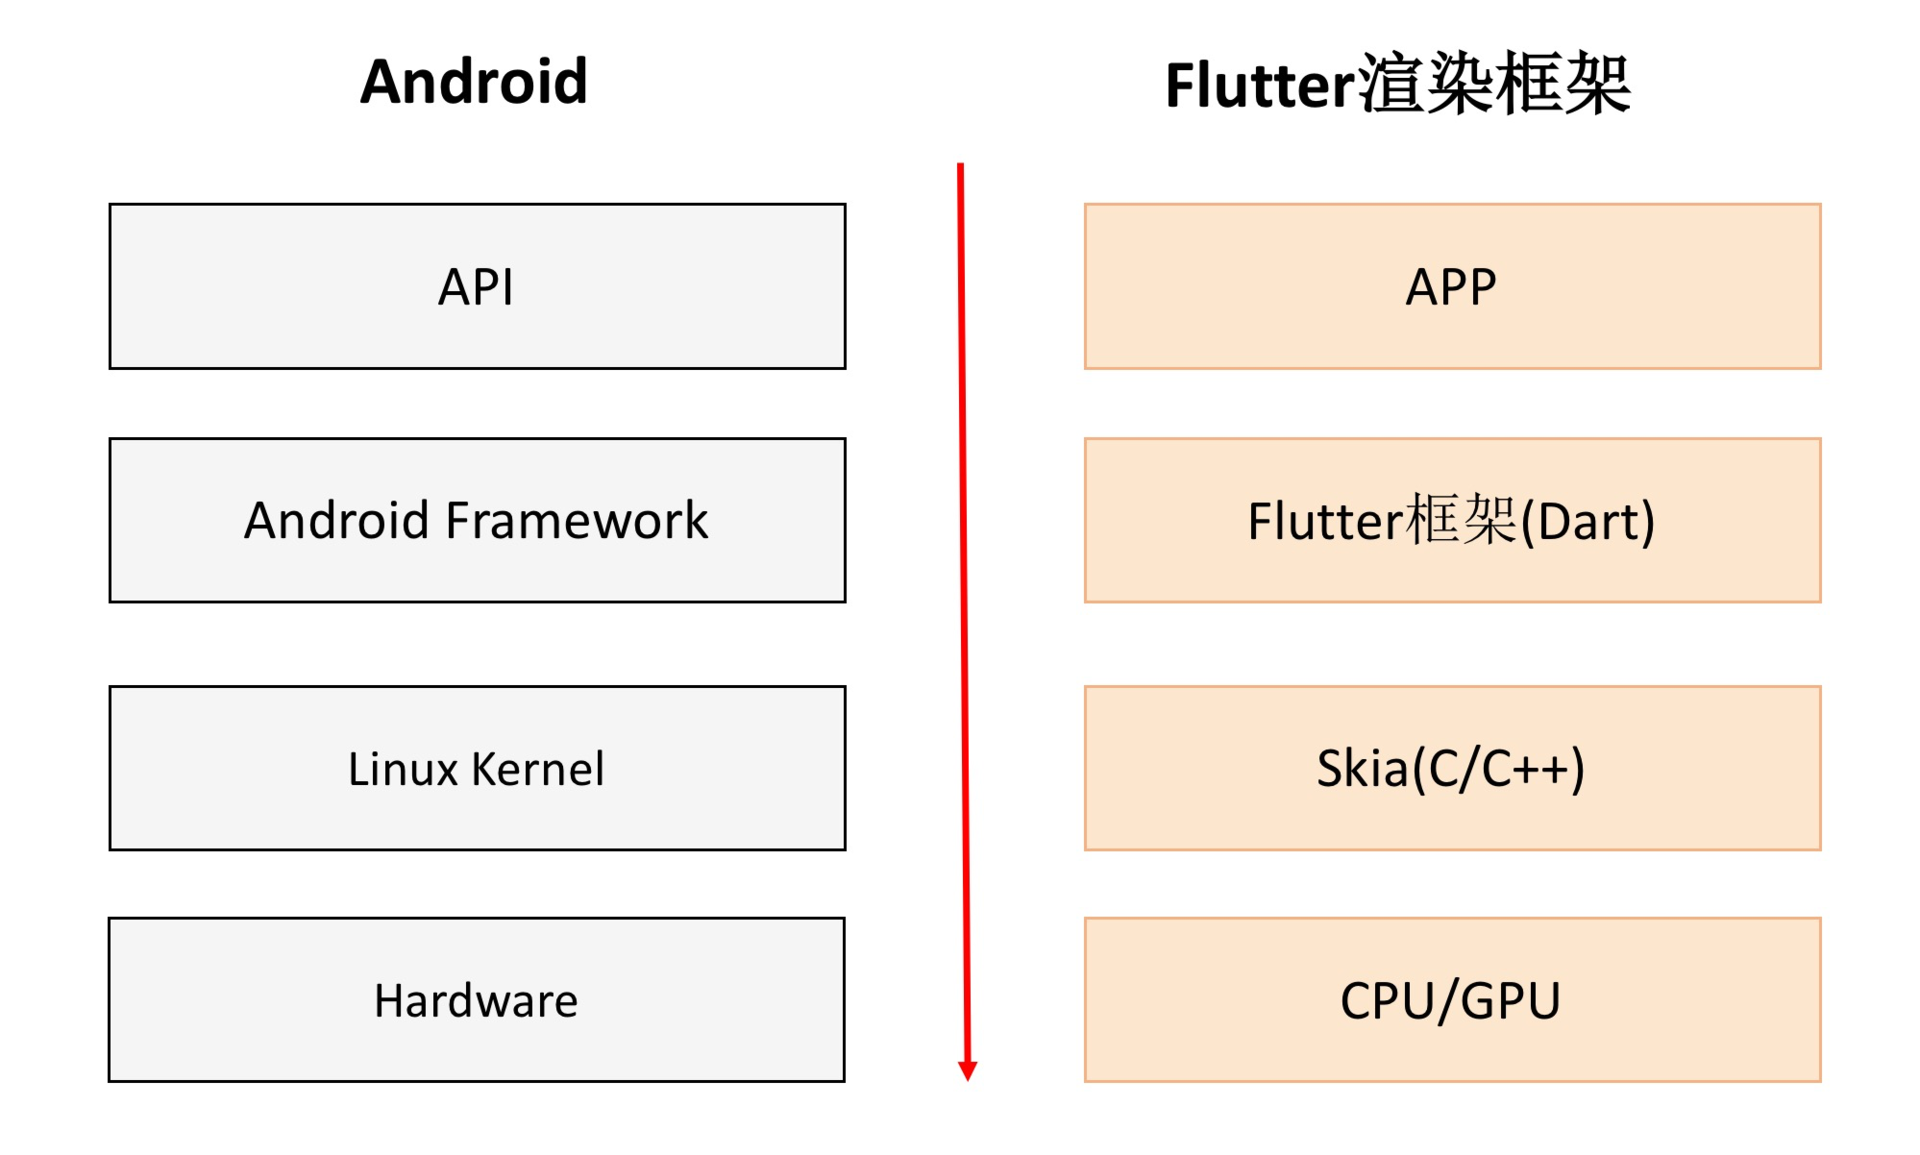 Android
Flutter渲染框架
API
APP
Android Framework
Flutter框架(Dart)
Linux Kernel
Skia(C/C++)
Hardware
CPU/GPU